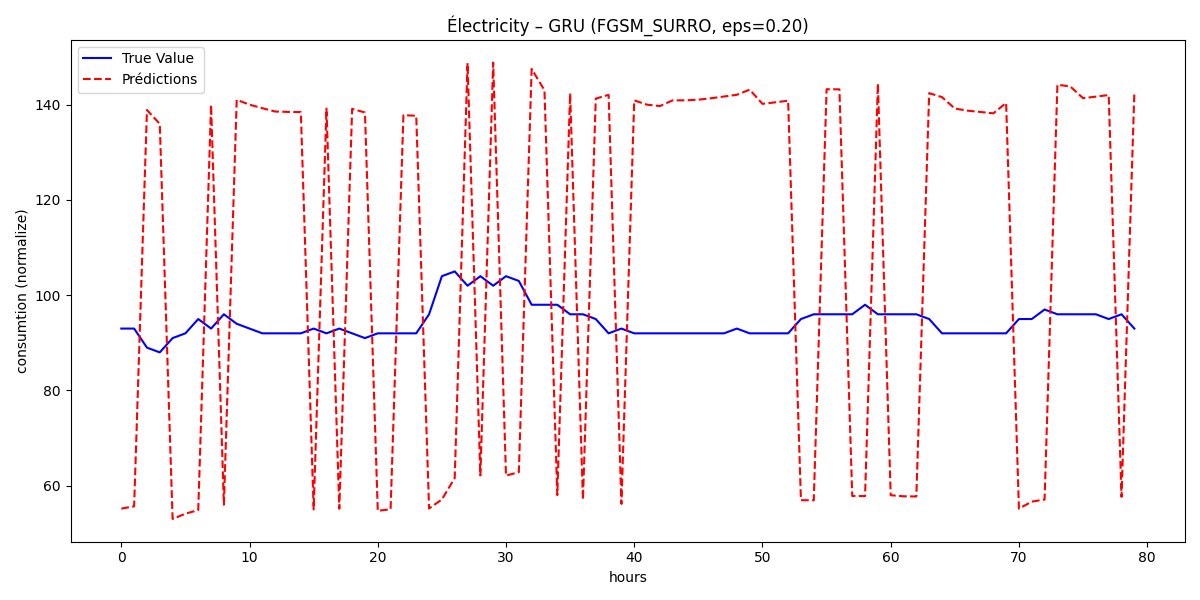 Électricity – GRU (FGSM_SURRO, eps=0.20)
True Value
Prédictions
consumtion (normalize)
140
120
100
80
60
0 10 20 30 40 50 60 70 80
hours